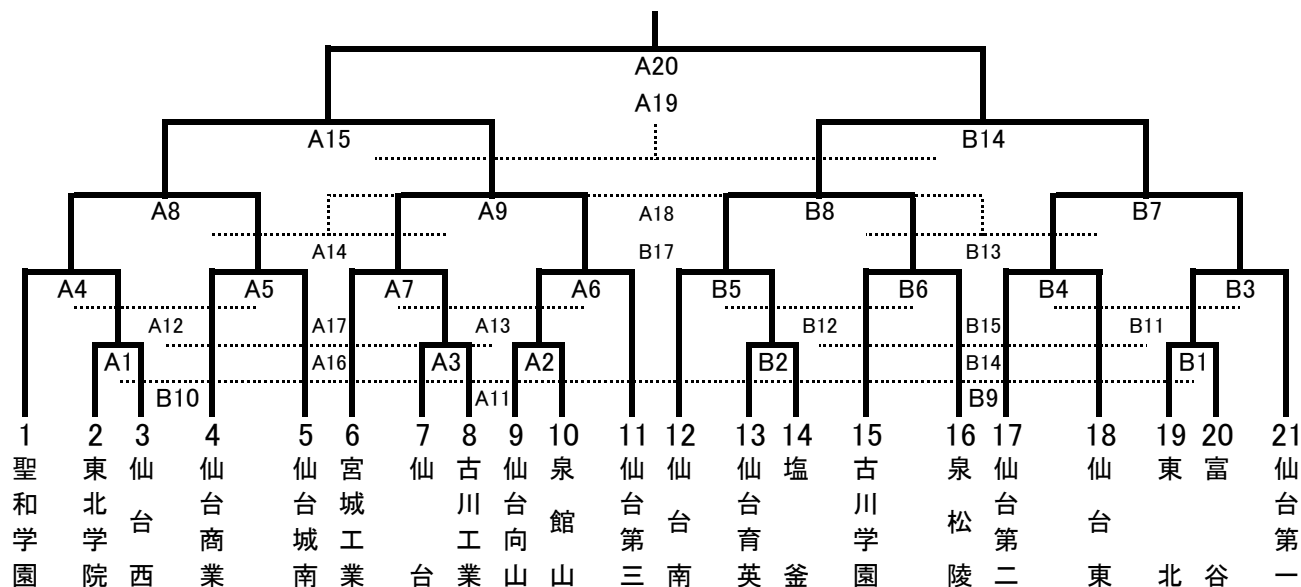 A20
A19
A15 B14
A8 A9 A18 B8 B7
A14 B17 B13
A4 A5 A7 A6 B5 B6 B4 B3
A12 A17 A13 B12 B15 B11
A1 A16 A3 A2 B2 B14 B1
B10 A11 B9
1 2 3 4 5 6 7 8 9 10 11 12 13 14 15 16 17 18 19 20 21
聖和学園
東北学院
仙台西
仙台商業
仙台城南
宮城工業
仙台
古川工業
仙台向山
泉館山
仙台第三
仙台南
仙台育英
塩釜
古川学園
泉松陵
仙台第二
仙台東
東北
富谷
仙台第一